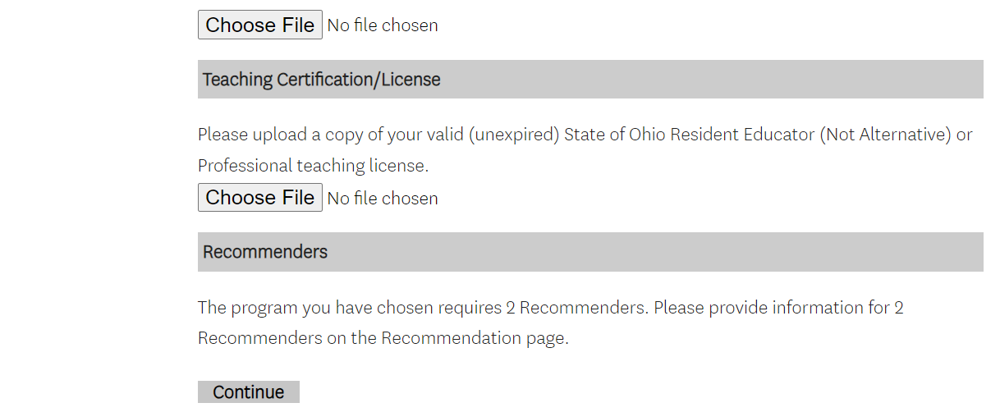 Choose File No file chosen
Teaching Certification/License
Please upload a copy of your valid (unexpired) State of Ohio Resident Educator (Not Alternative) or
Professional teaching license.
Choose File No file chosen
Recommenders
The program you have chosen requires 2 Recommenders. Please provide information for 2
Recommenders on the Recommendation page.
Continue